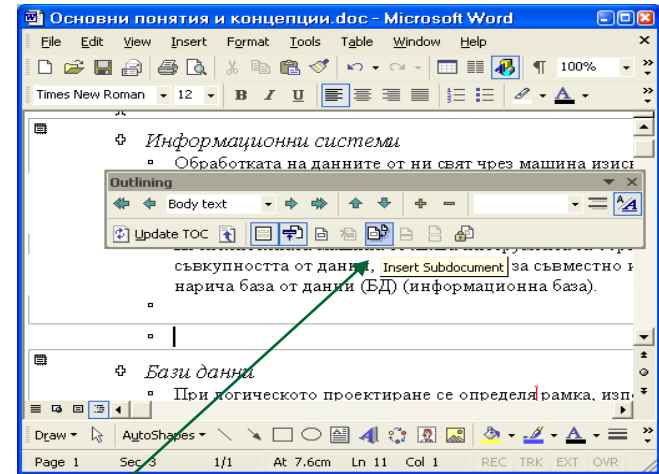 Основни понятия и концепции.doc - Microsoft Word
File Edit View Insert Format Tools Table Window Help
100%
Times New Roman 12 B I U A
Информационни системи
Обработката на данните от ни свят чрез машина изиск
Outlining
Body text
Update TOC
съвкупността от данни, Insert Subdocument за съвместно и
нарича база от данни (БД) (информационна база).
Бази данни
При логическото проектиране се определя рамка, изп
Draw AutoShapes
Page 1 Sec 3 1/1 At 7.6cm Ln 11 Col 1 REC TRK EXT OVR